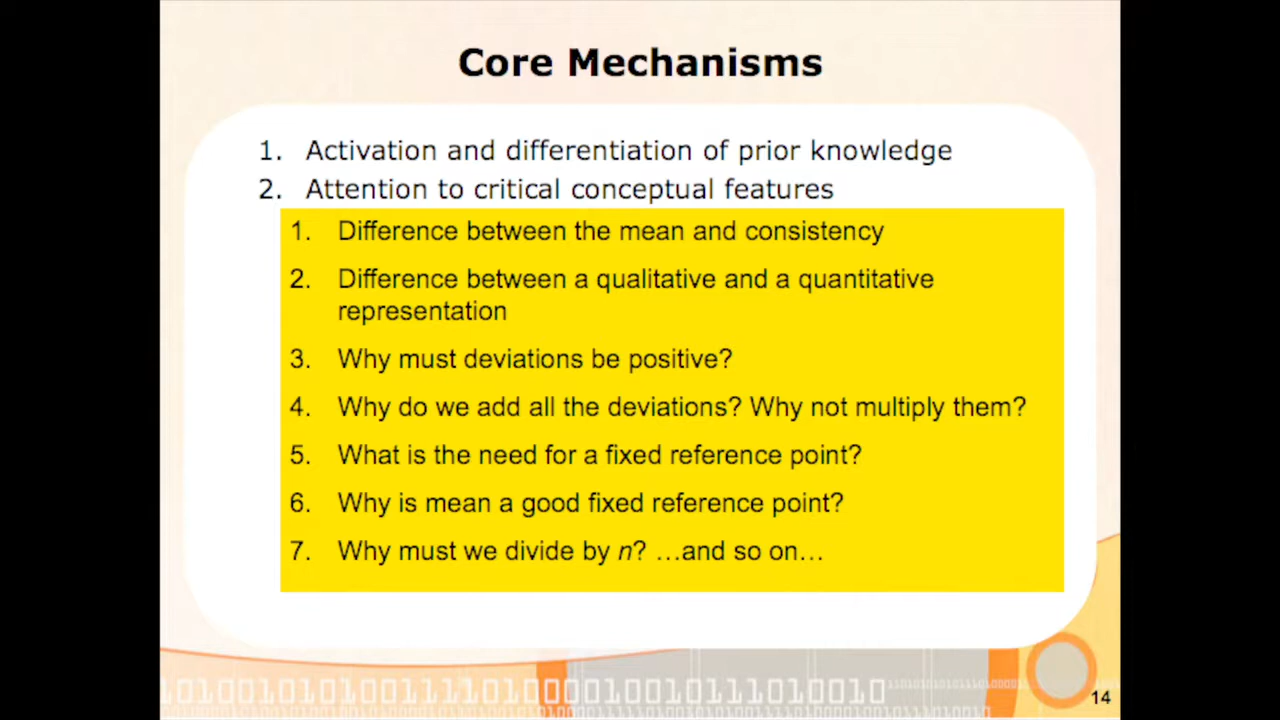 Core Mechanisms
1. Activation and differentiation of prior knowledge
2. Attention to critical conceptual features
1. Difference between the mean and consistency
2. Difference between a qualitative and a quantitative
representation
3. Why must deviations be positive?
4. Why do we add all the deviations? Why not multiply them?
5. What is the need for a fixed reference point?
6. Why is mean a good fixed reference point?
7. Why must we divide by n? …and so on…
14